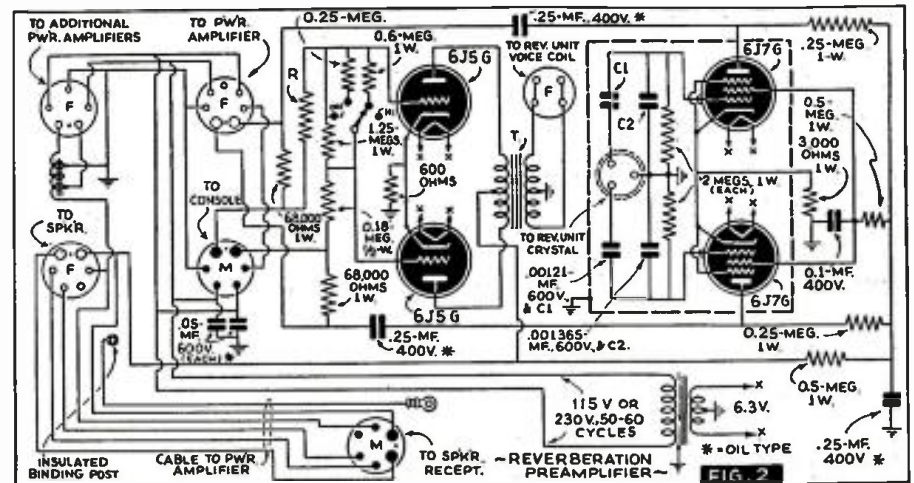 TO ADDITIONAL
PWR. AMPLIFIERS
TO PWR.
AMPLIFIER
0.25-MEG.
0.6-MEG.
1W.
.25-MF. 400V. *
6J5G
TO REV. UNIT
VOICE COIL
6J7G
.25-MEG.
1-W.
F
F
R
F
C1
C2
HI
1.25-
MEGS.
1W.
600
OHMS
T
0.5-
MEG.
1W.
3,000
OHMS
1W.
2 MEGS, 1W.
(EACH)
TO
SPKR.
TO
CONSOLE
68,000
OHMS
1W.
0.18-
MEG.
½-W.
TO REV. UNIT
CRYSTAL
F
M
68,000
OHMS
1W.
6J5G
.00121-
MF.
600V.
& C1
0.1-MF.
400V.
6J7G
.05-
MF.
600V.
(EACH) *
.25-MF.
400V. *
.001365-
MF., 600V., & C2.
0.25-MEG.
1W.
0.5-MEG.
1W.
115 V OR
230V., 50-60
CYCLES
X
6.3V.
X
M
TO SPKR.
RECEPT.
INSULATED
BINDING POST
CABLE TO PWR
AMPLIFIER
~REVERBERATION
PREAMPLIFIER~
* = OIL TYPE
.25-MF.
400V *
FIG. 2